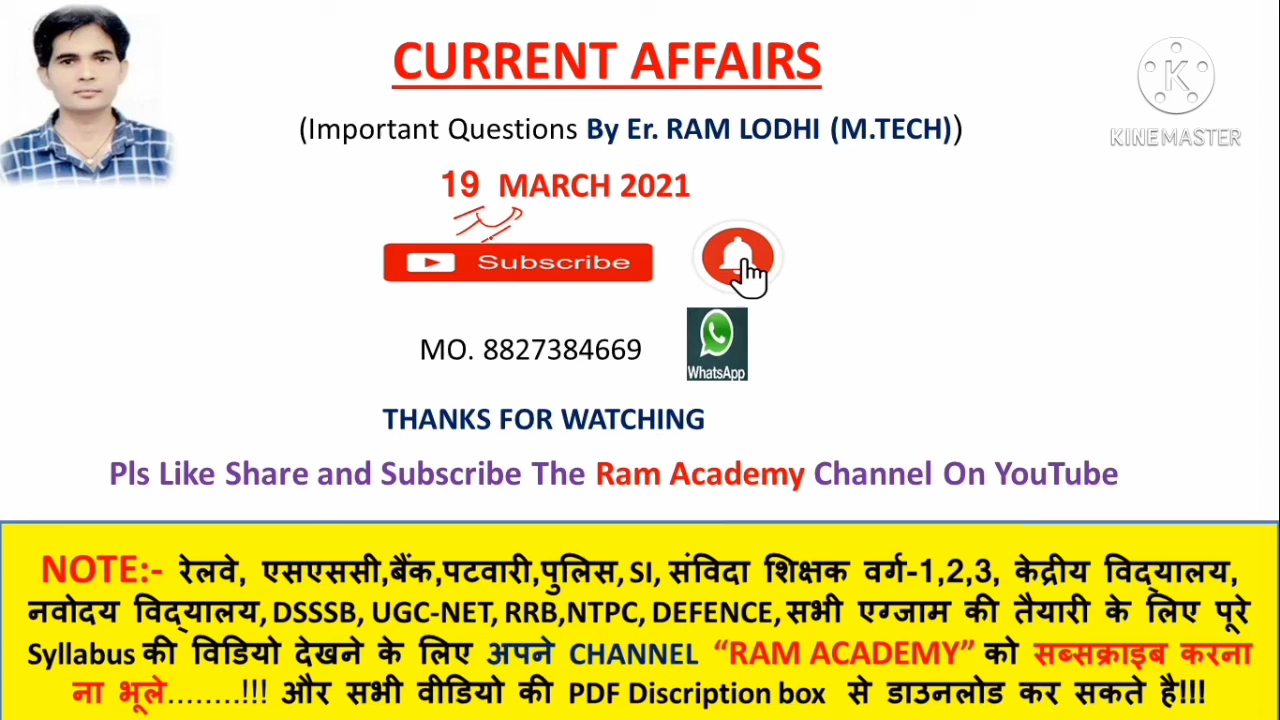 CURRENT AFFAIRS
(Important Questions By Er. RAM LODHI (M.TECH))
KINEMASTER
19 MARCH 2021
Subscribe
MO. 8827384669
WhatsApp
THANKS FOR WATCHING
Pls Like Share and Subscribe The Ram Academy Channel On YouTube
NOTE:- रेलवे, एसएससी,बैंक,पटवारी,पुलिस, SI, संविदा शिक्षक वर्ग-1,2,3, केद्रीय विद्यालय,
नवोदय विद्यालय, DSSSB, UGC-NET, RRB,NTPC, DEFENCE, सभी एग्जाम की तैयारी के लिए पूरे
Syllabus की विडियो देखने के लिए अपने CHANNEL “RAM ACADEMY” को सब्सक्राइब करना
ना भूले........!!! और सभी वीडियो की PDF Discription box से डाउनलोड कर सकते है!!!